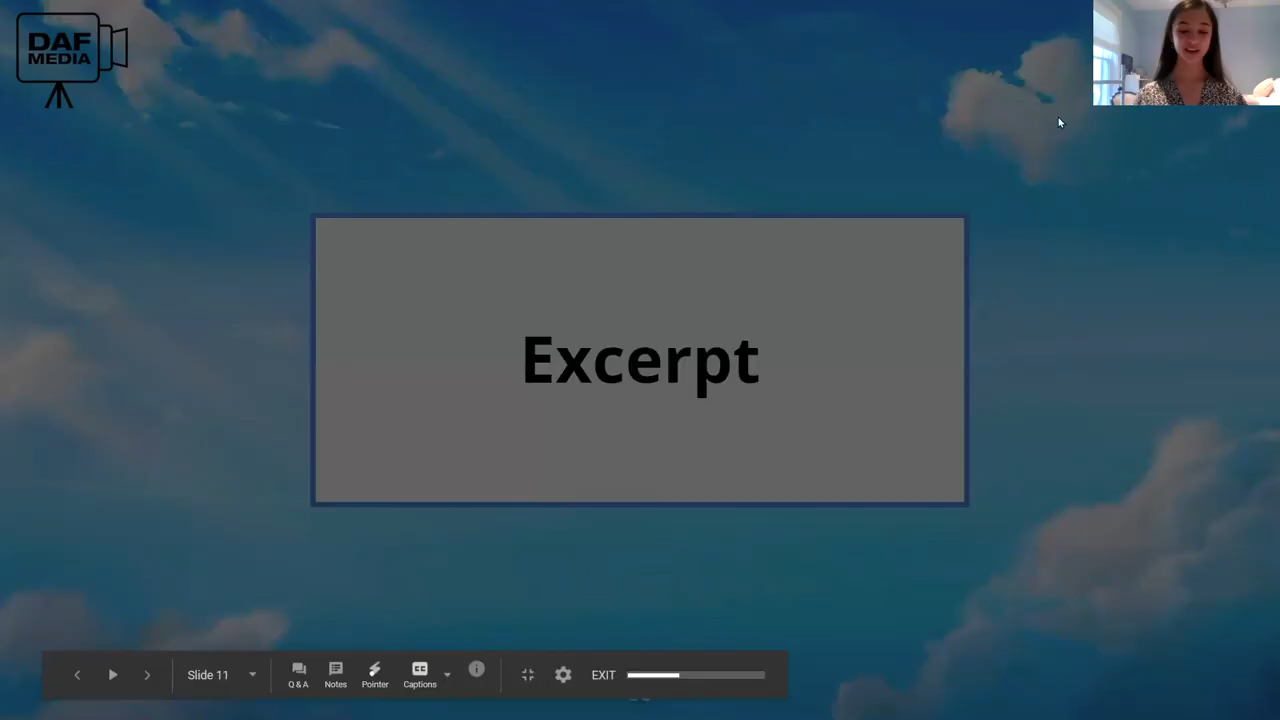 DAF
MEDIA
Excerpt
Slide 11
Q & A
Notes
Pointer
Captions
EXIT